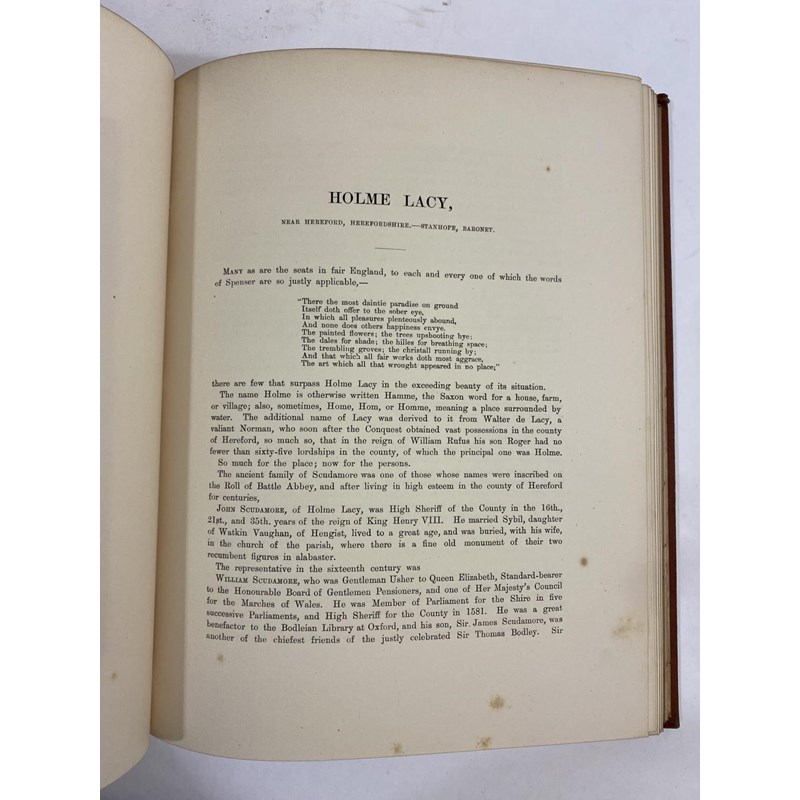 HOLME LACY,
NEAR HEREFORD, HEREFORDSHIRE.—STANHOPE, BARONET.
MANY as are the seats in fair England, to each and every one of which the words
of Spenser are so justly applicable,—
"There the most daintie paradise on ground
Itself doth offer to the sober eye,
In which all pleasures plenteously abound,
And none does others happiness envye.
The painted flowers; the trees upshooting hye;
The dales for shade; the hilles for breathing space;
The trembling groves; the christall running by;
And that which all fair works doth most aggrace,
The art which all that wrought appeared in no place;"
there are few that surpass Holme Lacy in the exceeding beauty of its situation.
The name Holme is otherwise written Hamme, the Saxon word for a house, farm,
or village; also, sometimes, Home, Hom, or Homme, meaning a place surrounded by
water. The additional name of Lacy was derived to it from Walter de Lacy, a
valiant Norman, who soon after the Conquest obtained vast possessions in the county
of Hereford, so much so, that in the reign of William Rufus his son Roger had no
fewer than sixty-five lordships in the county, of which the principal one was Holme.
So much for the place; now for the persons.
The ancient family of Scudamore was one of those whose names were inscribed on
the Roll of Battle Abbey, and after living in high esteem in the county of Hereford
for centuries,
JOHN SCUDAMORE, of Holme Lacy, was High Sheriff of the County in the 16th.,
21st., and 35th. years of the reign of King Henry VIII. He married Sybil, daughter
of Watkin Vaughan, of Hengist, lived to a great age, and was buried, with his wife,
in the church of the parish, where there is a fine old monument of their two
recumbent figures in alabaster.
The representative in the sixteenth century was
WILLIAM SCUDAMORE, who was Gentleman Usher to Queen Elizabeth, Standard-bearer
to the Honourable Board of Gentlemen Pensioners, and one of Her Majesty's Council
for the Marches of Wales. He was Member of Parliament for the Shire in five
successive Parliaments, and High Sheriff for the County in 1581. He was a great
benefactor to the Bodleian Library at Oxford, and his son, Sir James Scudamore, was
another of the chiefest friends of the justly celebrated Sir Thomas Bodley. Sir